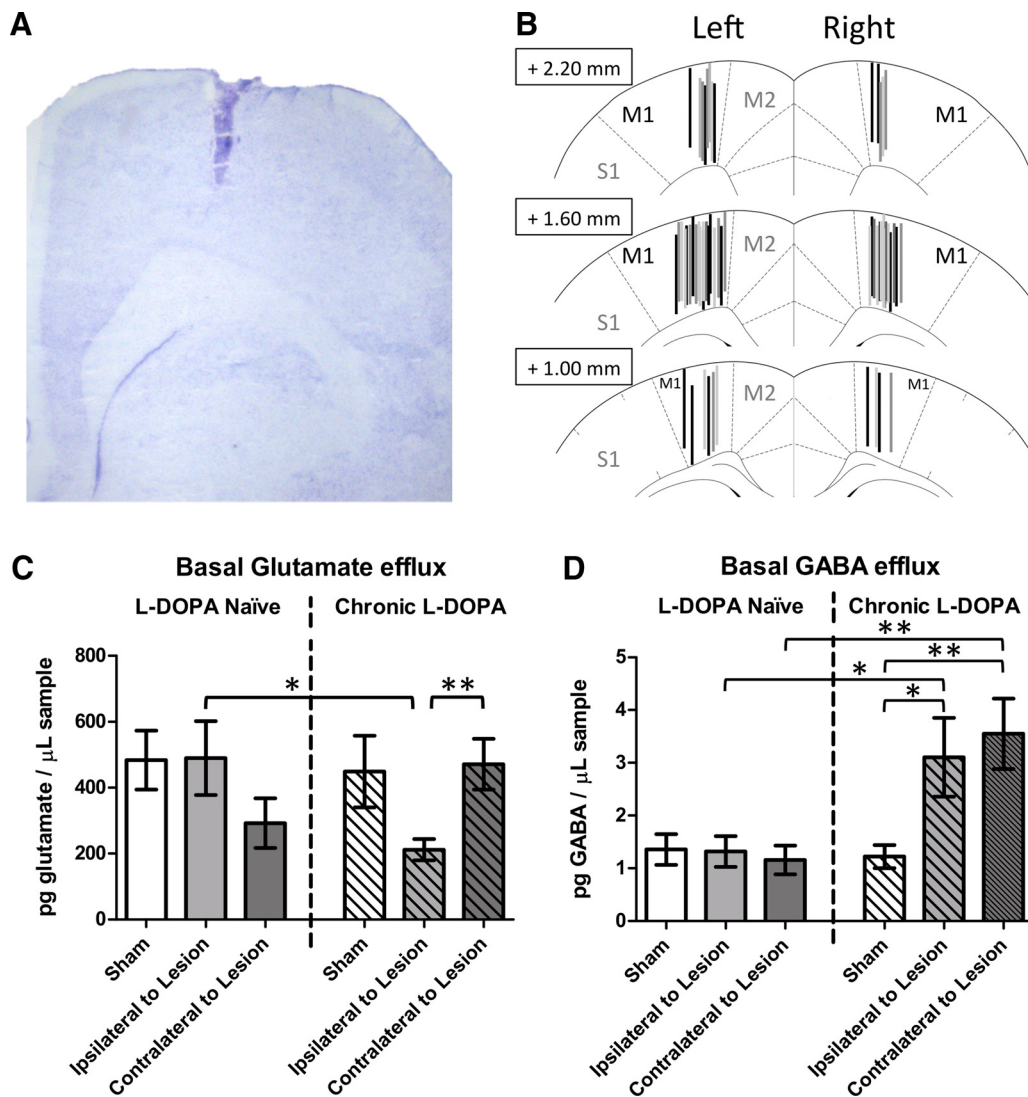 A
B
Left
Right
+ 2.20 mm
M1
M2
M1
S1
+ 1.60 mm
M1
M2
M1
S1
+ 1.00 mm
M1
M2
M1
S1
C
Basal Glutamate efflux
L-DOPA Naïve
Chronic L-DOPA
pg glutamate / μL sample
800
600
400
200
0
*
**
Sham
Ipsilateral to Lesion
Contralateral to Lesion
Sham
Ipsilateral to Lesion
Contralateral to Lesion
D
Basal GABA efflux
L-DOPA Naïve
Chronic L-DOPA
pg GABA / μL sample
5
4
3
2
1
0
**
**
*
*
Sham
Ipsilateral to Lesion
Contralateral to Lesion
Sham
Ipsilateral to Lesion
Contralateral to Lesion